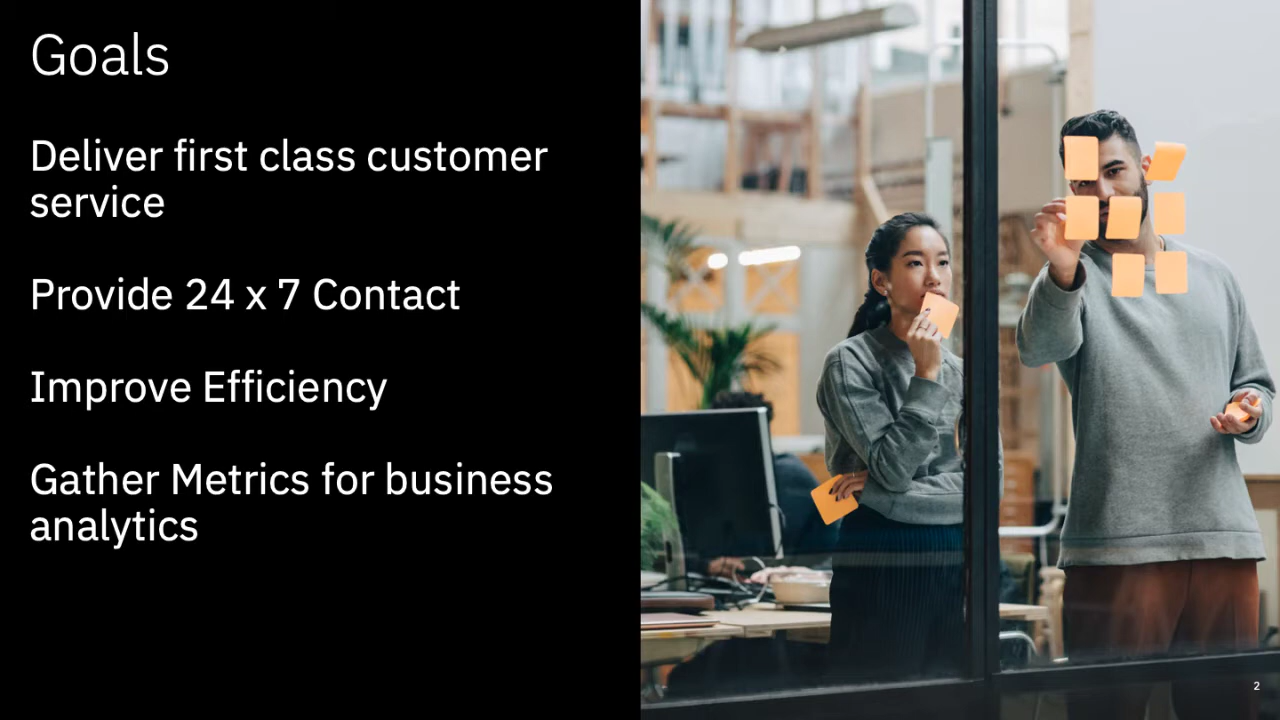 Goals
Deliver first class customer
service
Provide 24 x 7 Contact
Improve Efficiency
Gather Metrics for business
analytics
2